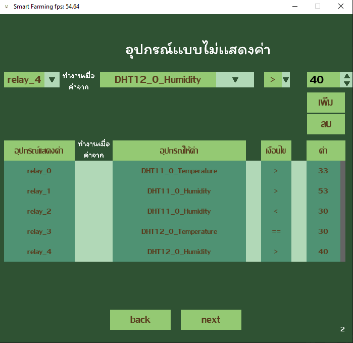 Smart Farming fps: 54.64
อุปกรณ์แบบไม่แสดงค่า
relay_4 ทำงานเมื่อ ค่าจาก DHT12_0_Humidity > 40
เพิ่ม
ลบ
อุปกรณ์แสดงค่า ทำงานเมื่อ ค่าจาก อุปกรณ์ให้ค่า เงื่อนไข ค่า
relay_0 DHT11_0_Temperature > 33
relay_1 DHT11_0_Humidity > 53
relay_2 DHT11_0_Humidity < 30
relay_3 DHT12_0_Temperature == 30
relay_4 DHT12_0_Humidity > 40
back next
2